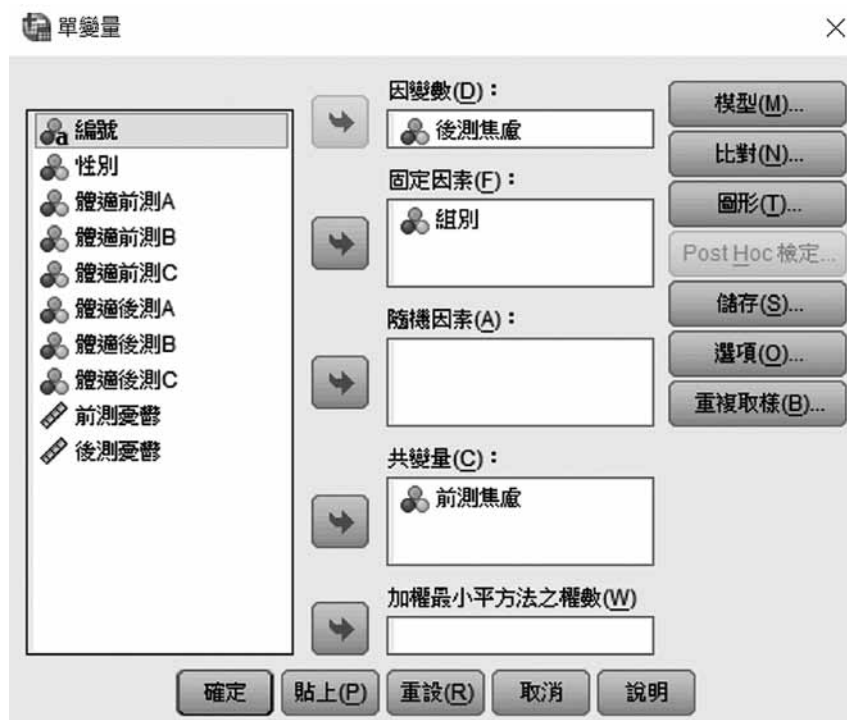 單變量
編號
性別
體適前測A
體適前測B
體適前測C
體適後測A
體適後測B
體適後測C
前測憂鬱
後測憂鬱
因變數(D)：
後測焦慮
固定因素(F)：
組別
隨機因素(A)：
共變量(C)：
前測焦慮
加權最小平方法之權數(W)
模型(M)...
比對(N)...
圖形(T)...
Post Hoc 檢定...
儲存(S)...
選項(O)...
重複取樣(B)...
確定
貼上(P)
重設(R)
取消
說明